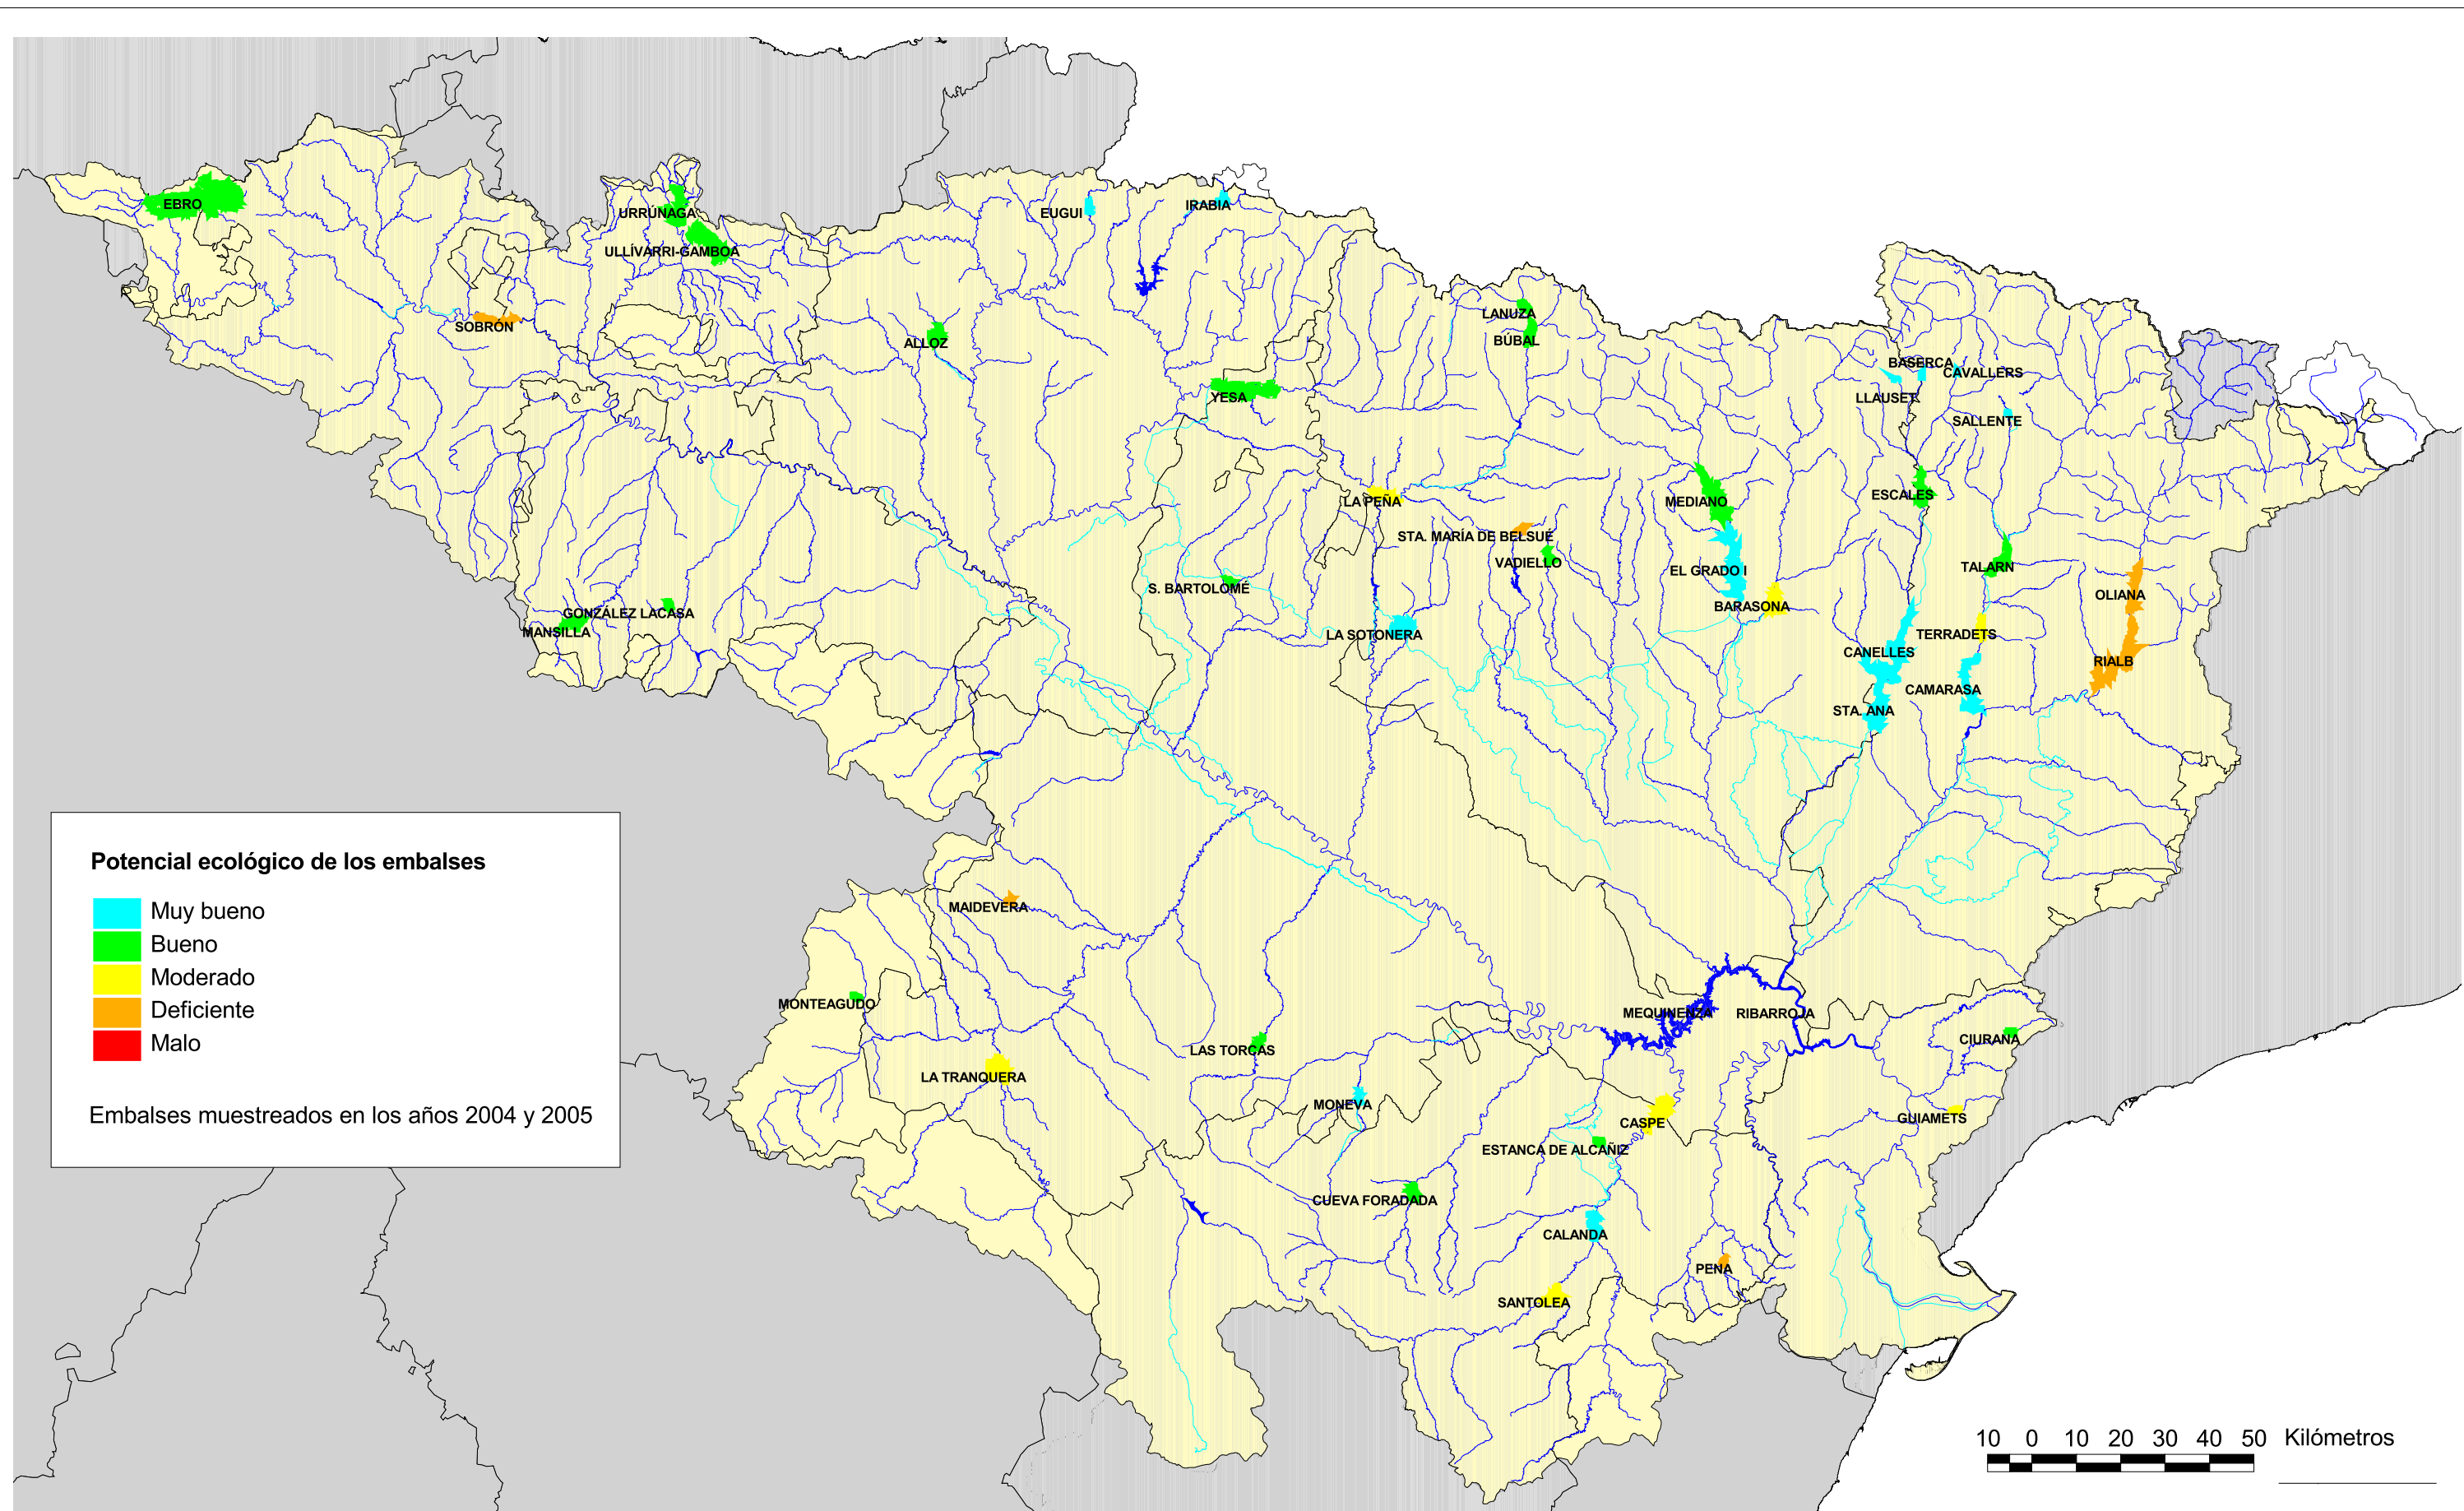 EBRO
URRÚNAGA
ULLÍVARRI-GAMBOA
EUGUI
IRABIA
SOBRÓN
ALLOZ
LANUZA
BÚBAL
YESA
BASERCA
CAVALLERS
LLAUSET
SALLENTE
LA PEÑA
MEDIANO
ESCALES
STA. MARÍA DE BELSUÉ
VADIELLO
EL GRADO I
TALARN
S. BARTOLOMÉ
BARASONA
OLIANA
GONZÁLEZ LACASA
MANSILLA
LA SOTONERA
TERRADETS
CANELLES
RIALB
CAMARASA
STA. ANA
MAIDEVERA
MONTEAGUDO
MEQUINENZA
RIBARROJA
CIURANA
LAS TORCAS
LA TRANQUERA
MONEVA
CASPE
GUIAMETS
ESTANCA DE ALCAÑIZ
CUEVA FORADADA
CALANDA
PENA
SANTOLEA
Potencial ecológico de los embalses
Muy bueno
Bueno
Moderado
Deficiente
Malo
Embalses muestreados en los años 2004 y 2005
10 0 10 20 30 40 50 Kilómetros